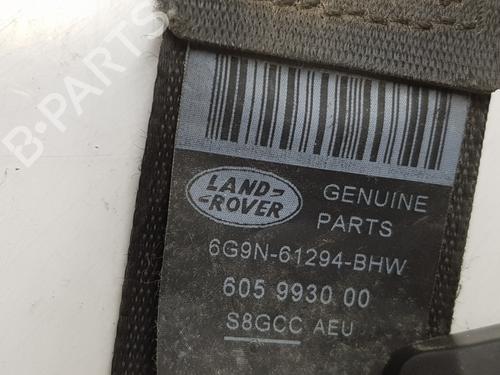 B-PARTS
LAND-
ROVER
GENUINE
PARTS
6G9N-61294-BHW
605 9930 00
S8GCC AEU